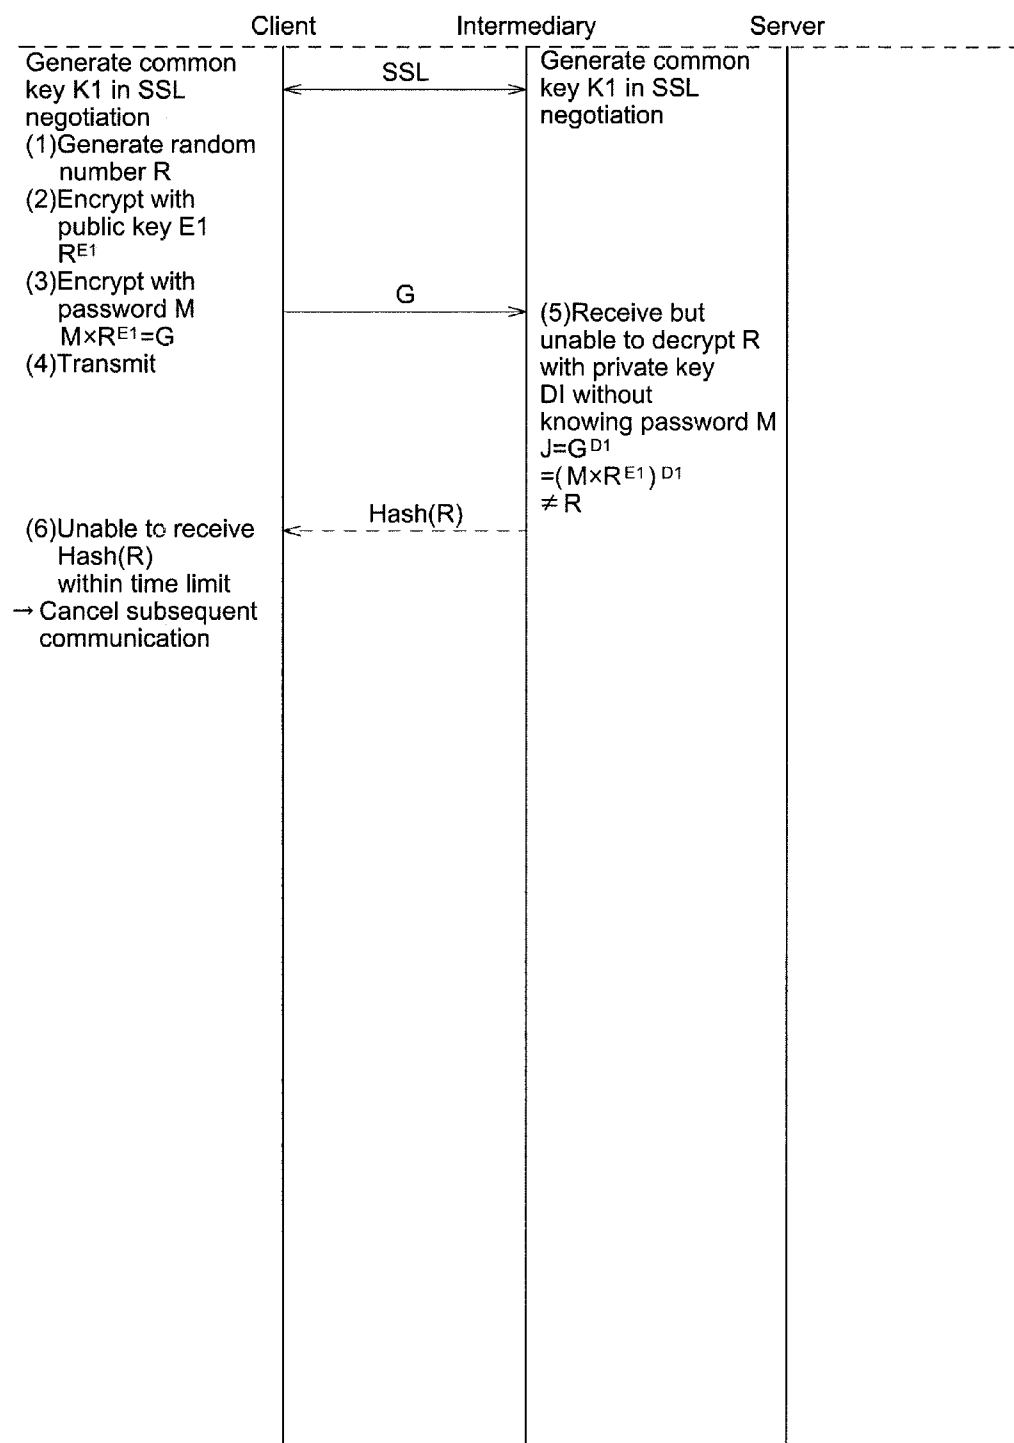 Client Intermediary Server
Generate common
key K1 in SSL
negotiation
SSL
Generate common
key K1 in SSL
negotiation
(1)Generate random
number R
(2)Encrypt with
public key E1
R^E1
(3)Encrypt with
password M
M×R^E1=G
(4)Transmit
G
(5)Receive but
unable to decrypt R
with private key
DI without
knowing password M
J=G^D1
=(M×R^E1)^D1
≠R
Hash(R)
(6)Unable to receive
Hash(R)
within time limit
→ Cancel subsequent
communication